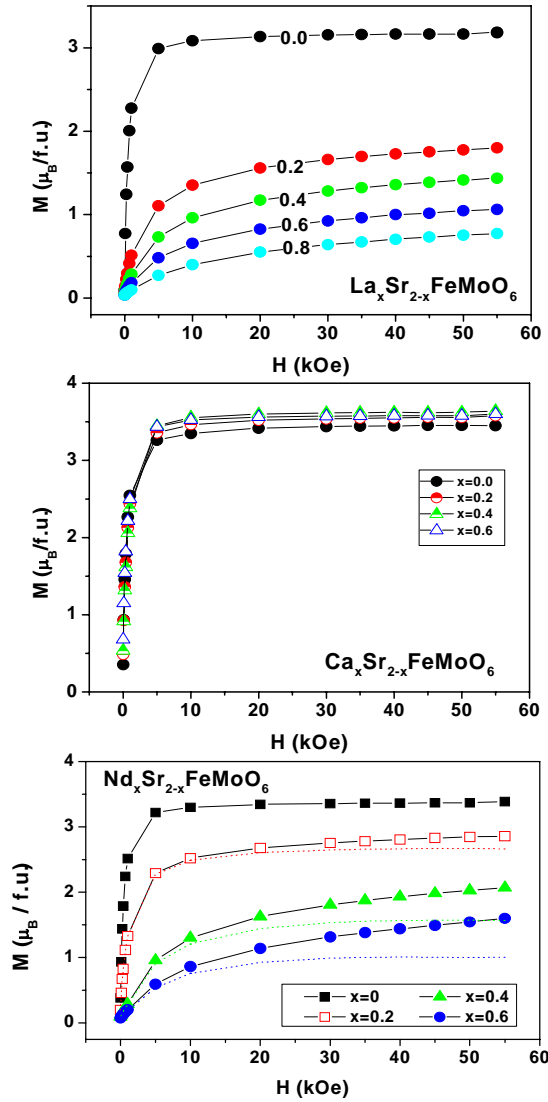 3
2
1
0
M (μB/f.u.)
0.0
0.2
0.4
0.6
0.8
LaxSr2-xFeMoO6
0 10 20 30 40 50 60
H (kOe)
4
3
2
1
0
M (μB/f.u)
x=0.0
x=0.2
x=0.4
x=0.6
CaxSr2-xFeMoO6
0 10 20 30 40 50 60
H (kOe)
NdxSr2-xFeMoO6
4
3
2
1
0
M (μB / f.u)
x=0 x=0.4
x=0.2 x=0.6
0 10 20 30 40 50 60
H (kOe)